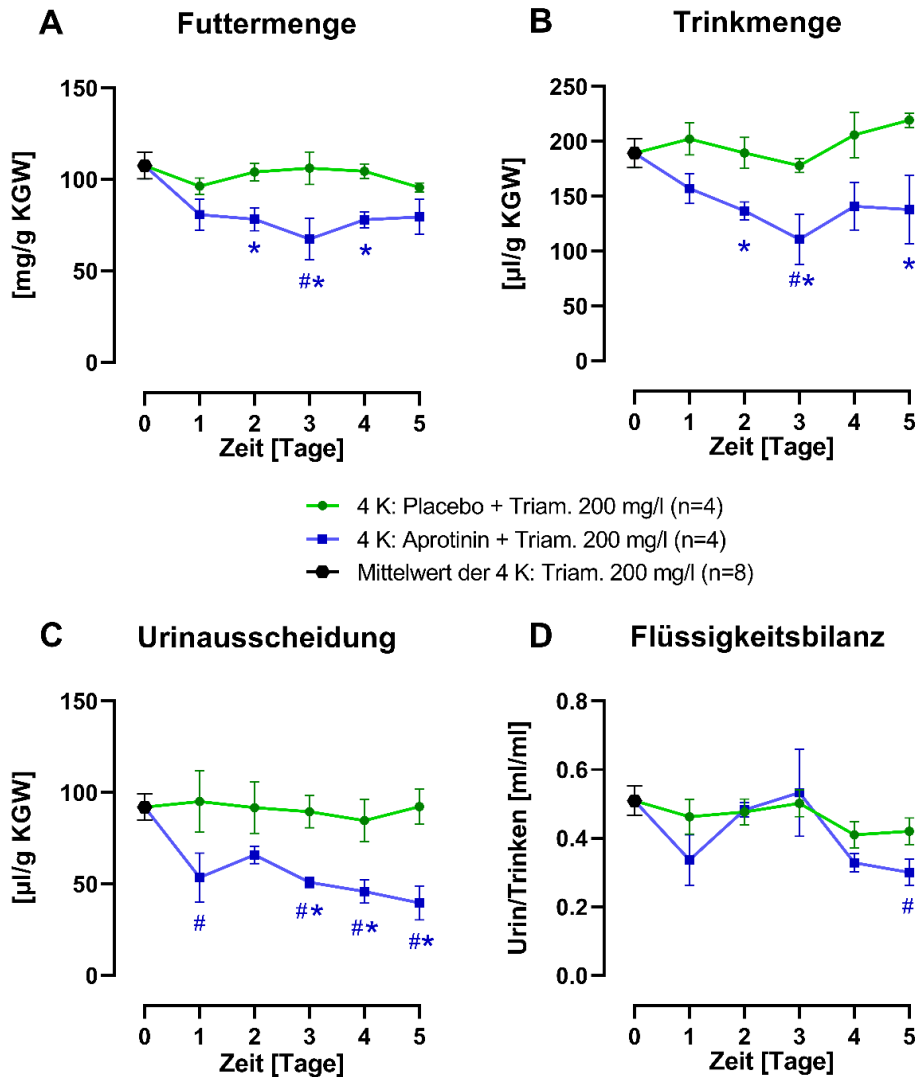 A Futtermenge
[mg/g KGW]
150
100
50
0
*
#*
*
0 1 2 3 4 5
Zeit [Tage]
B Trinkmenge
[µl/g KGW]
250
200
150
100
50
0
*
#*
*
0 1 2 3 4 5
Zeit [Tage]
4 K: Placebo + Triam. 200 mg/l (n=4)
4 K: Aprotinin + Triam. 200 mg/l (n=4)
Mittelwert der 4 K: Triam. 200 mg/l (n=8)
C Urinausscheidung
[µl/g KGW]
150
100
50
0
#
#*
#*
#*
0 1 2 3 4 5
Zeit [Tage]
D Flüssigkeitsbilanz
Urin/Trinken [ml/ml]
0.8
0.6
0.4
0.2
0.0
#
0 1 2 3 4 5
Zeit [Tage]